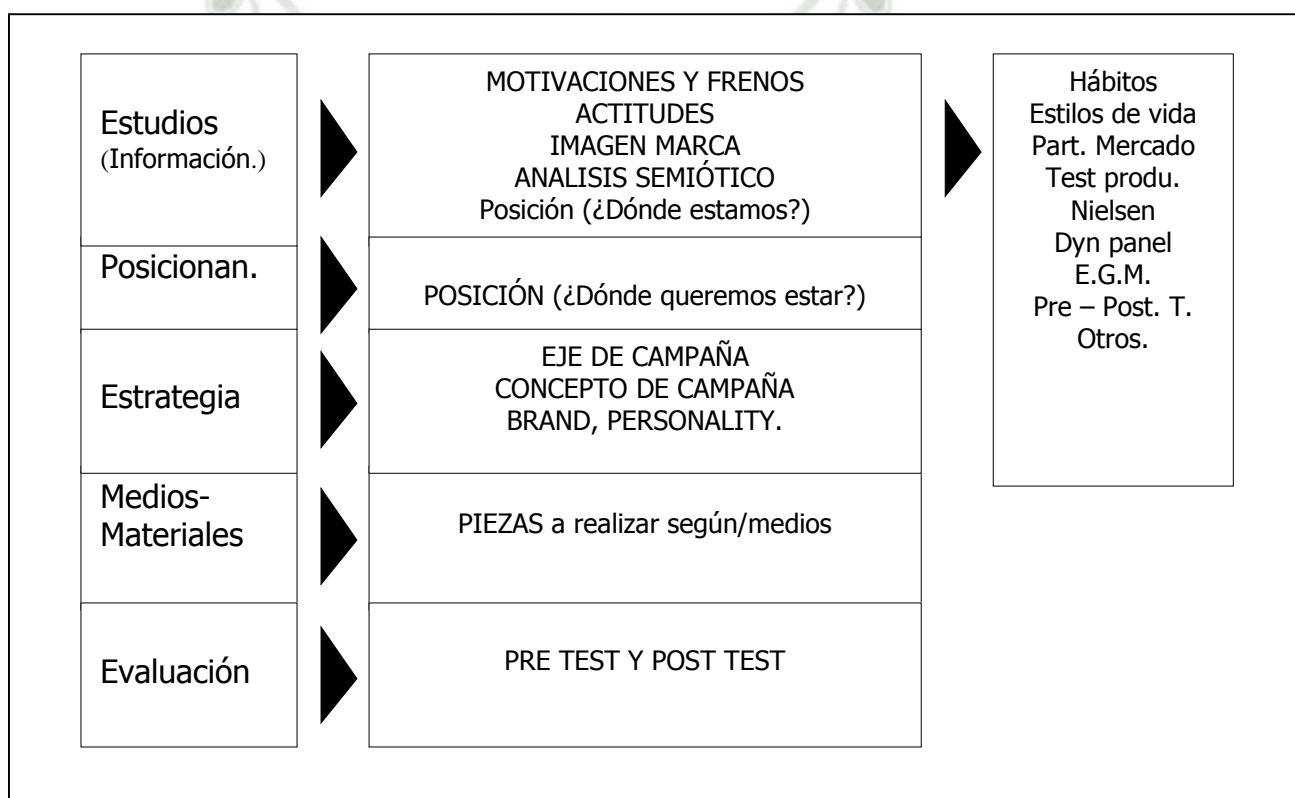 Estudios
(Información.)
MOTIVACIONES Y FRENOS
ACTITUDES
IMAGEN MARCA
ANALISIS SEMIÓTICO
Posición (¿Dónde estamos?)
Hábitos
Estilos de vida
Part. Mercado
Test produ.
Nielsen
Dyn panel
E.G.M.
Pre – Post. T.
Otros.
Posicionan.
POSICIÓN (¿Dónde queremos estar?)
Estrategia
EJE DE CAMPAÑA
CONCEPTO DE CAMPAÑA
BRAND, PERSONALITY.
Medios-
Materiales
PIEZAS a realizar según/medios
Evaluación
PRE TEST Y POST TEST